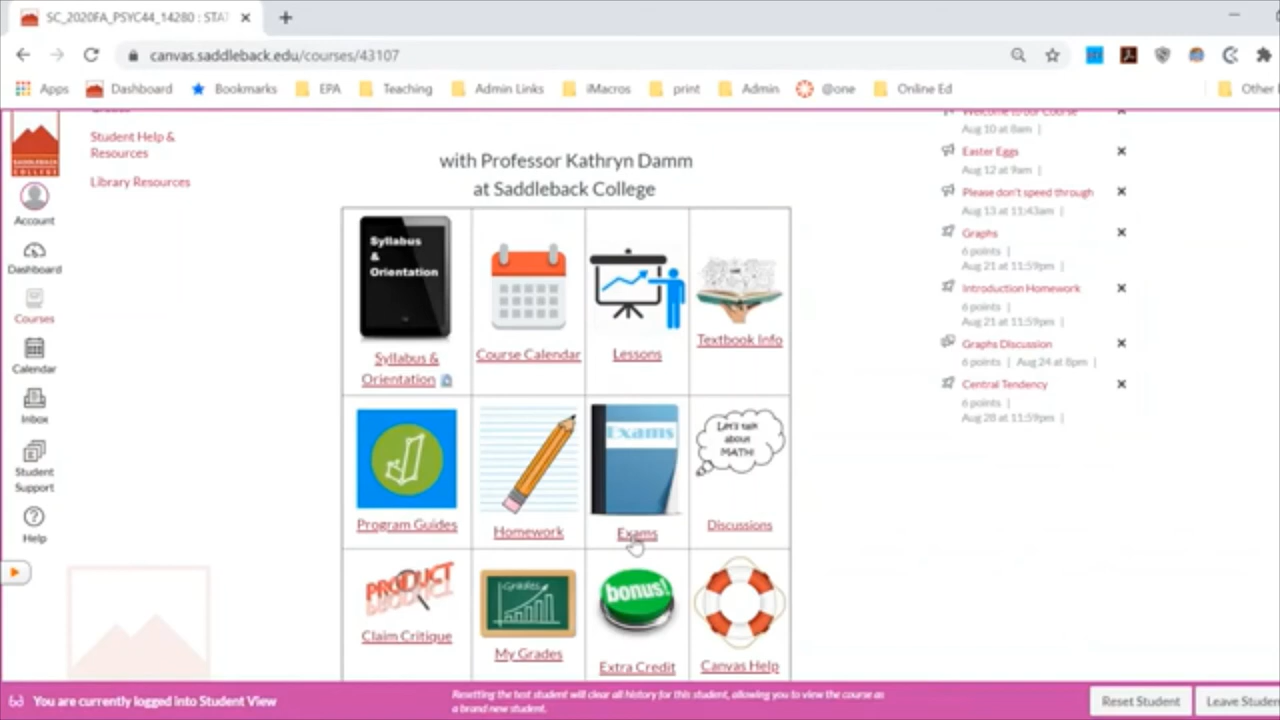 SC_2020FA_PSYC44_14280 : STA
canvas.saddleback.edu/courses/43107
Apps Dashboard Bookmarks EPA Teaching Admin Links iMacros print Admin @one Online Ed Other
SADDLEBACK
COLLEGE
Account
Dashboard
Courses
Calendar
Inbox
Student
Support
Help
Student Help &
Resources
Library Resources
with Professor Kathryn Damm
at Saddleback College
Syllabus
&
Orientation
Syllabus &
Orientation
Course Calendar
Lessons
Textbook Info
Program Guides
Homework
Exams
Exams
Let's talk
about
MATH!
Discussions
PRODUCT
Claim Critique
Grades
My Grades
bonus!
Extra Credit
Canvas Help
Welcome to our Course
Aug 10 at 8am |
Easter Eggs
Aug 12 at 9am |
Please don't speed through
Aug 13 at 11:43am |
Graphs
6 points |
Aug 21 at 11:59pm |
Introduction Homework
6 points |
Aug 21 at 11:59pm |
Graphs Discussion
6 points | Aug 24 at 8pm |
Central Tendency
6 points |
Aug 28 at 11:59pm |
You are currently logged into Student View
Resetting the test student will clear all history for this student, allowing you to view the course as
a brand new student.
Reset Student
Leave Studen